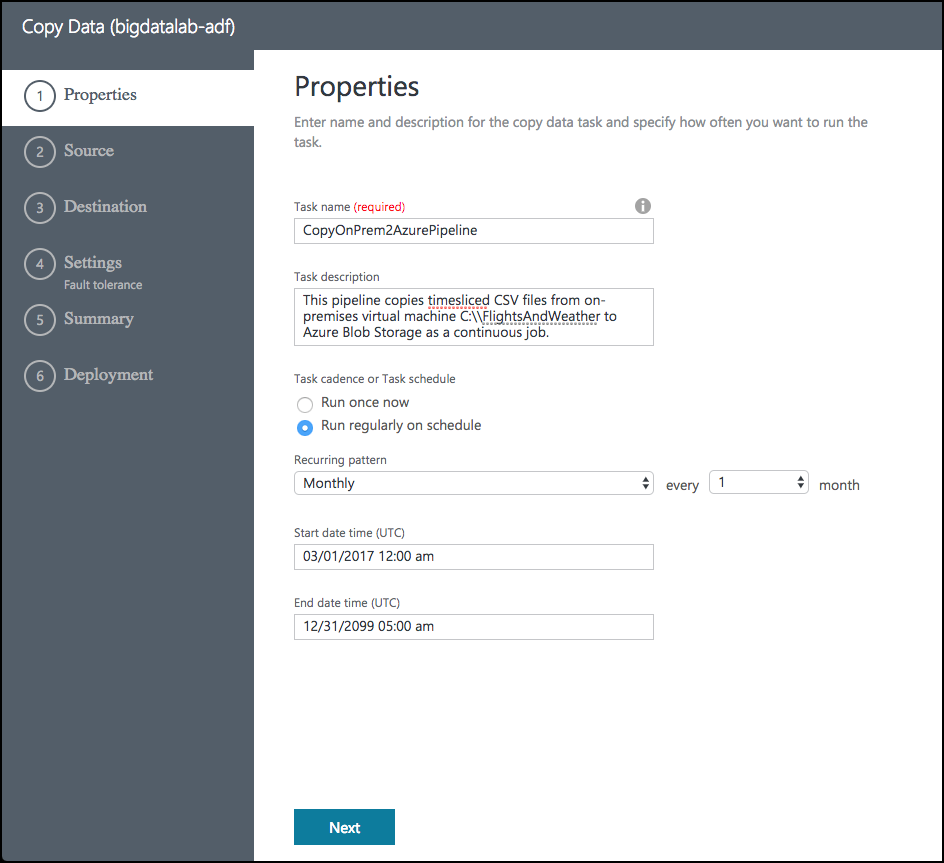 Copy Data (bigdatalab-adf)
1 Properties
2 Source
3 Destination
4 Settings
Fault tolerance
5 Summary
6 Deployment
Properties
Enter name and description for the copy data task and specify how often you want to run the
task.
Task name (required)
CopyOnPrem2AzurePipeline
Task description
This pipeline copies timesliced CSV files from on-
premises virtual machine C:\\FlightsAndWeather to
Azure Blob Storage as a continuous job.
Task cadence or Task schedule
Run once now
Run regularly on schedule
Recurring pattern
Monthly every 1 month
Start date time (UTC)
03/01/2017 12:00 am
End date time (UTC)
12/31/2099 05:00 am
Next